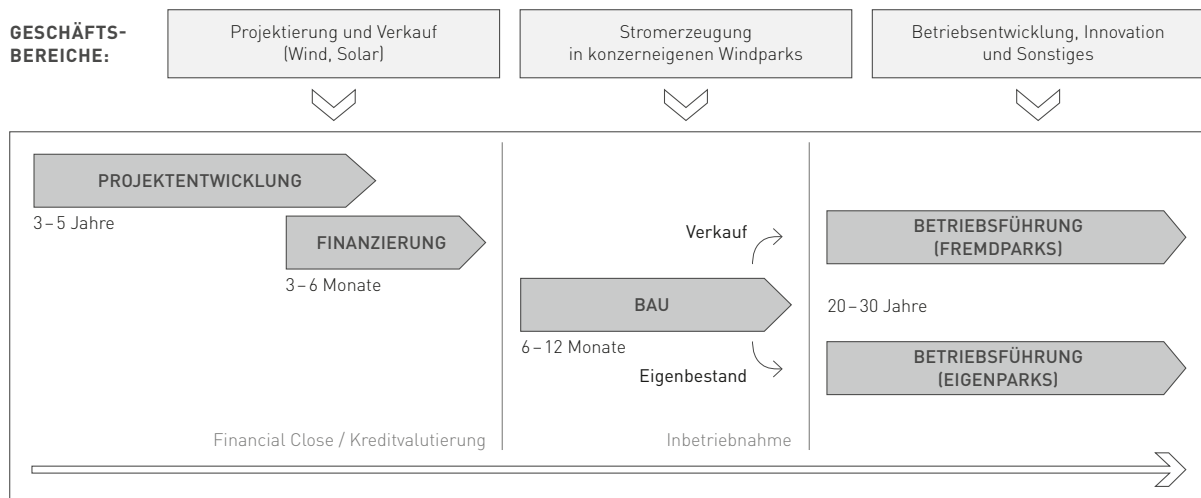 GESCHÄFTS-
BEREICHE:
Projektierung und Verkauf
(Wind, Solar)
Stromerzeugung
in konzerneigenen Windparks
Betriebsentwicklung, Innovation
und Sonstiges
PROJEKTENTWICKLUNG
3 – 5 Jahre
FINANZIERUNG
3 – 6 Monate
Verkauf
BAU
6 – 12 Monate
Eigenbestand
BETRIEBSFÜHRUNG
(FREMDPARKS)
20 – 30 Jahre
BETRIEBSFÜHRUNG
(EIGENPARKS)
Financial Close / Kreditvalutierung
Inbetriebnahme